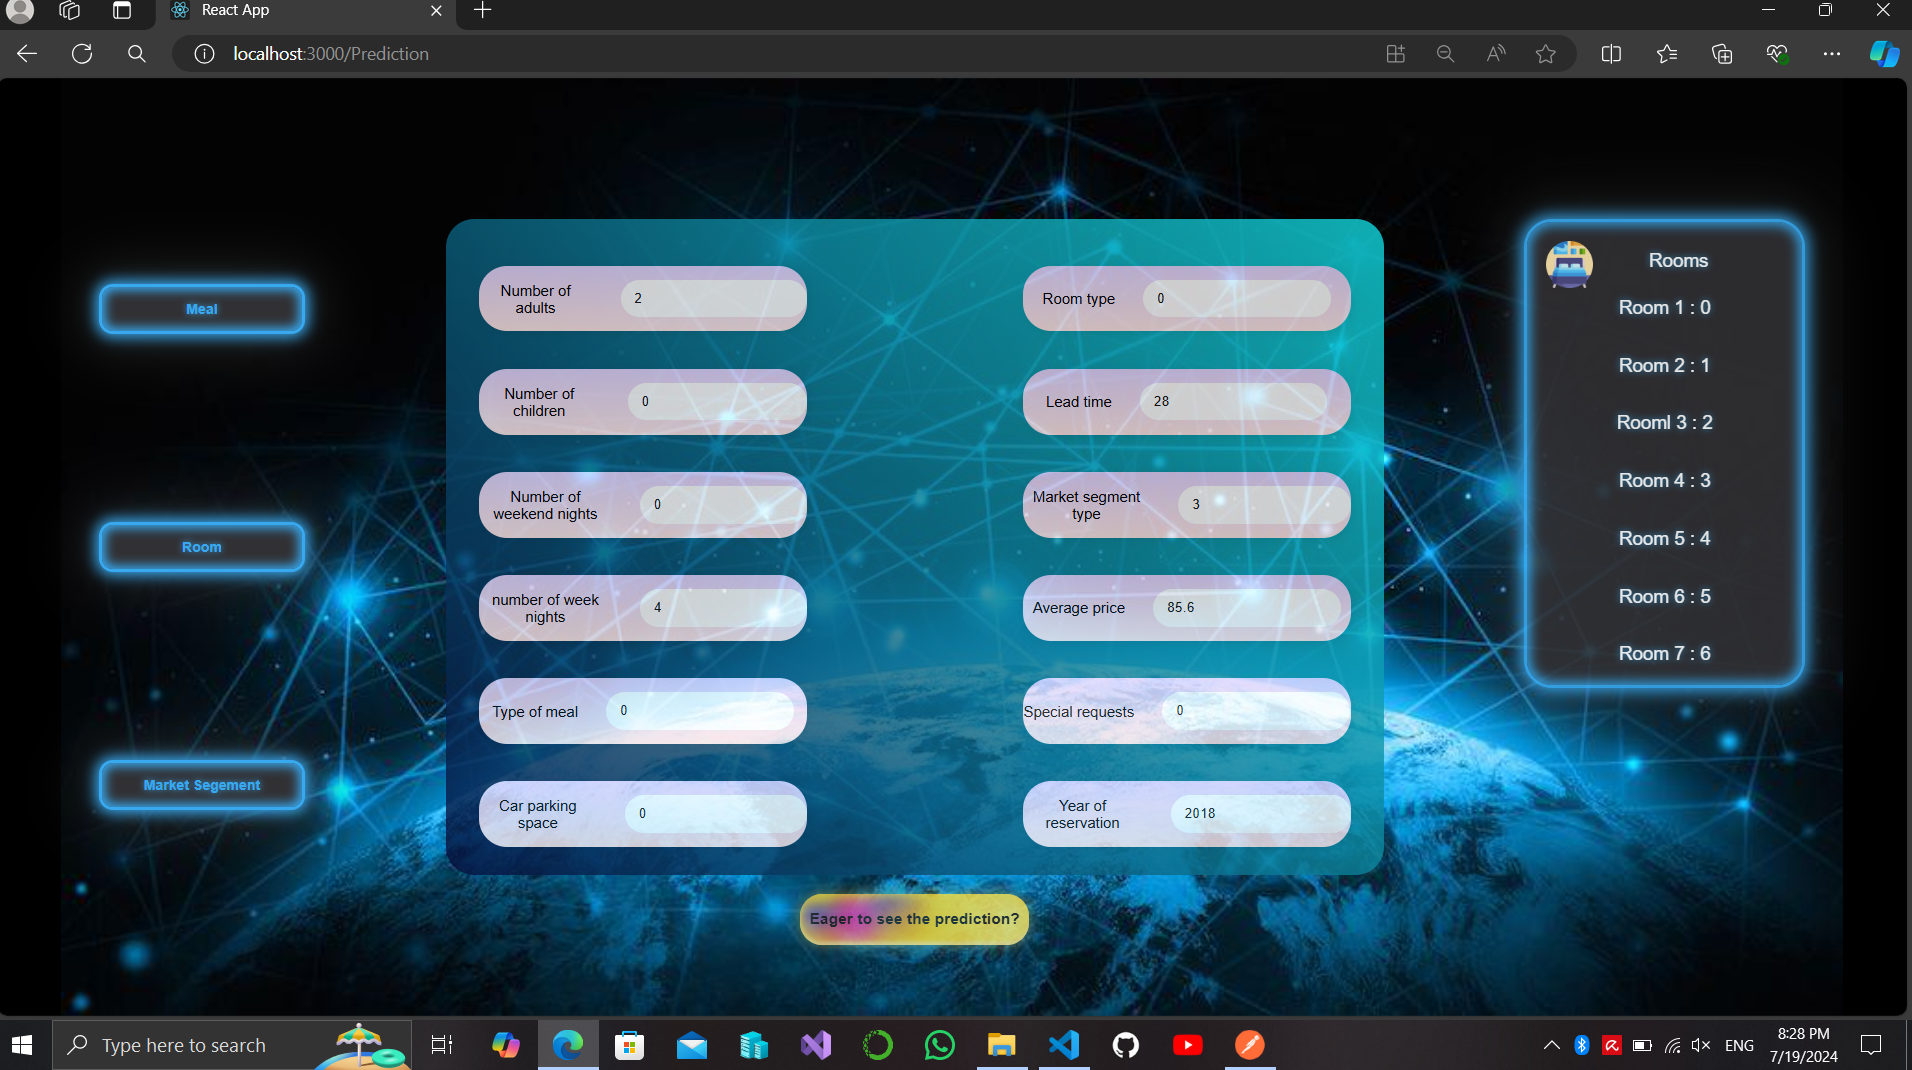 React App
localhost:3000/Prediction
Meal
Room
Market Segement
Number of
adults
2
Number of
children
0
Number of
weekend nights
0
number of week
nights
4
Type of meal
0
Car parking
space
0
Room type
0
Lead time
28
Market segment
type
3
Average price
85.6
Special requests
0
Year of
reservation
2018
Eager to see the prediction?
Rooms
Room 1 : 0
Room 2 : 1
Rooml 3 : 2
Room 4 : 3
Room 5 : 4
Room 6 : 5
Room 7 : 6
Type here to search
ENG
8:28 PM
7/19/2024